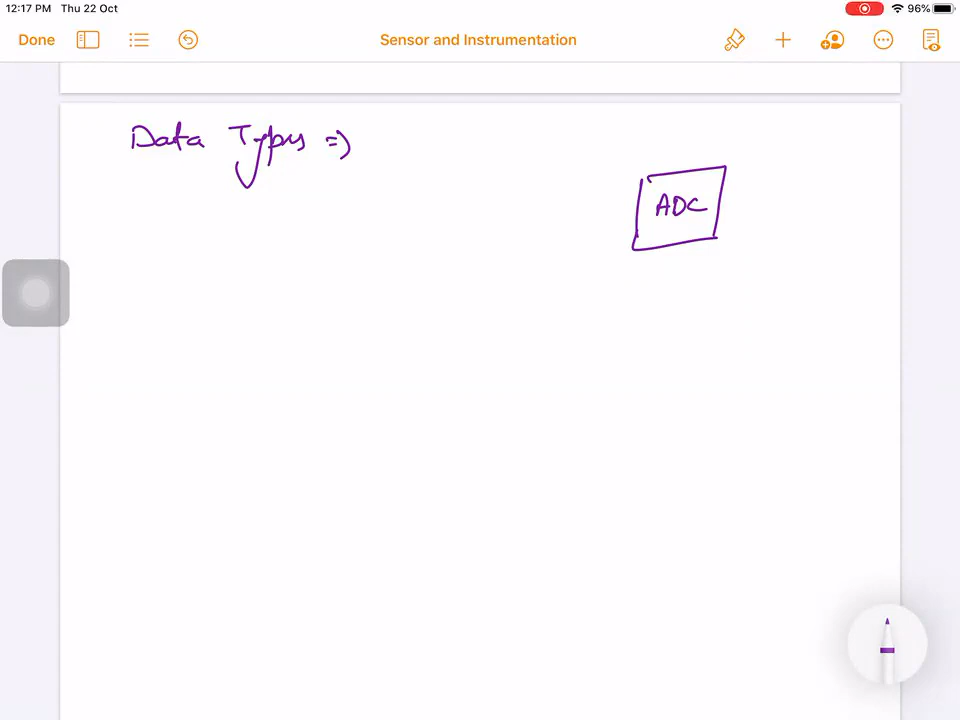 12:17 PM Thu 22 Oct 96%
Done Sensor and Instrumentation
Data Types =>
ADC